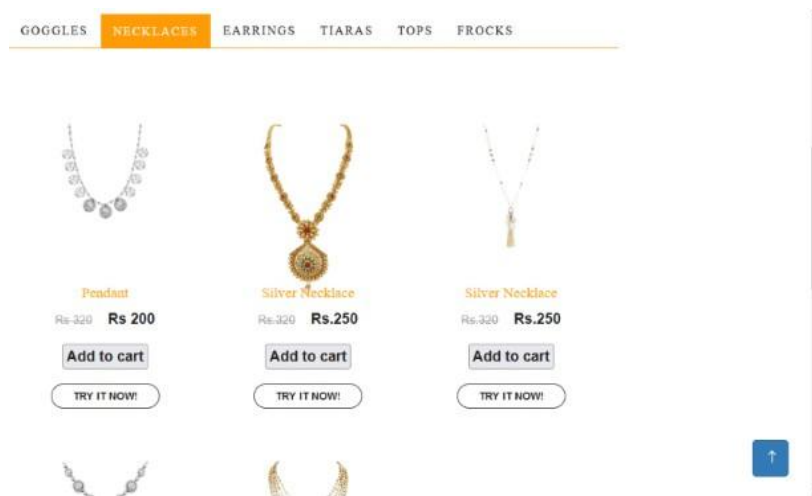 GOGGLES NECKLACES EARRINGS TIARAS TOPS FROCKS
Pendant Silver Necklace Silver Necklace
Rs 320 Rs 200 Rs.320 Rs.250 Rs.320 Rs.250
Add to cart Add to cart Add to cart
TRY IT NOW! TRY IT NOW! TRY IT NOW!